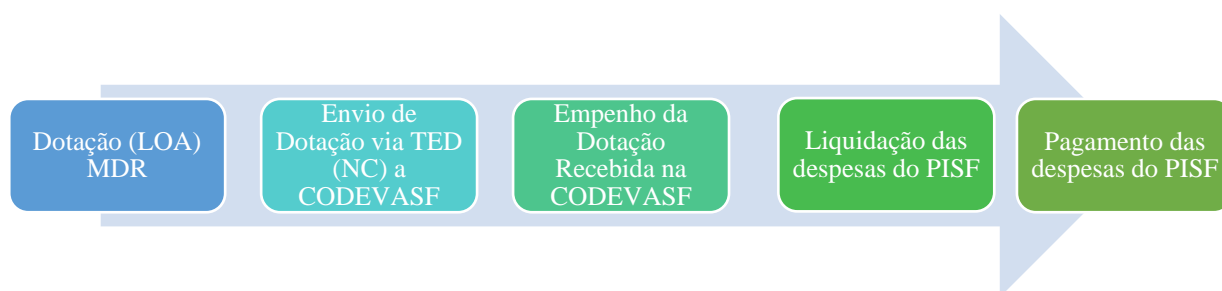 Dotação (LOA)
MDR
Envio de
Dotação via TED
(NC) a
CODEVASF
Empenho da
Dotação
Recebida na
CODEVASF
Liquidação das
despesas do PISF
Pagamento das
despesas do PISF